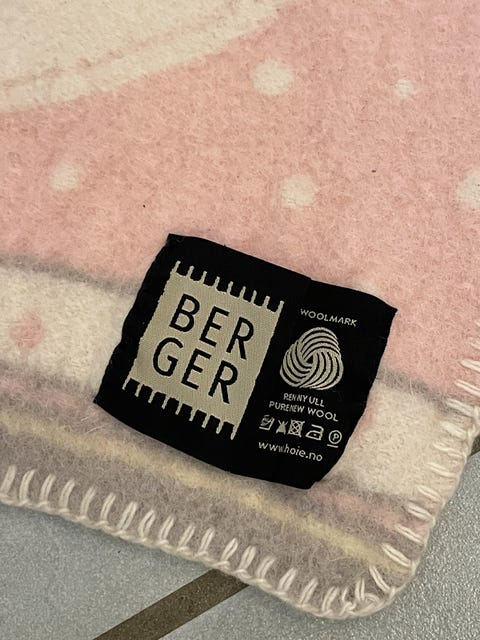 BER
GER
WOOLMARK
REN NY ULL
PURE NEW WOOL
P
www.hoie.no